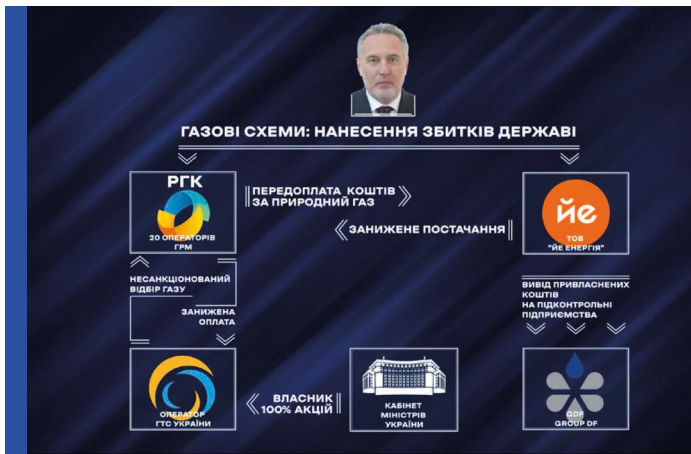 ГАЗОВІ СХЕМИ: НАНЕСЕННЯ ЗБИТКІВ ДЕРЖАВІ
РГК
20 ОПЕРАТОРІВ
ГРМ
ПЕРЕДОПЛАТА КОШТІВ
ЗА ПРИРОДНИЙ ГАЗ
ЗАНИЖЕНЕ ПОСТАЧАННЯ
йе
ТОВ
"ЙЕ ЕНЕРГІЯ"
НЕСАНКЦІОНОВАНИЙ
ВІДБІР ГАЗУ
ЗАНИЖЕНА
ОПЛАТА
ВИВІД ПРИВЛАСНЕНИХ
КОШТІВ
НА ПІДКОНТРОЛЬНІ
ПІДПРИЄМСТВА
ОПЕРАТОР
ГТС УКРАЇНИ
ВЛАСНИК
100% АКЦІЙ
КАБІНЕТ
МІНІСТРІВ
УКРАЇНИ
GDF
GROUP DF